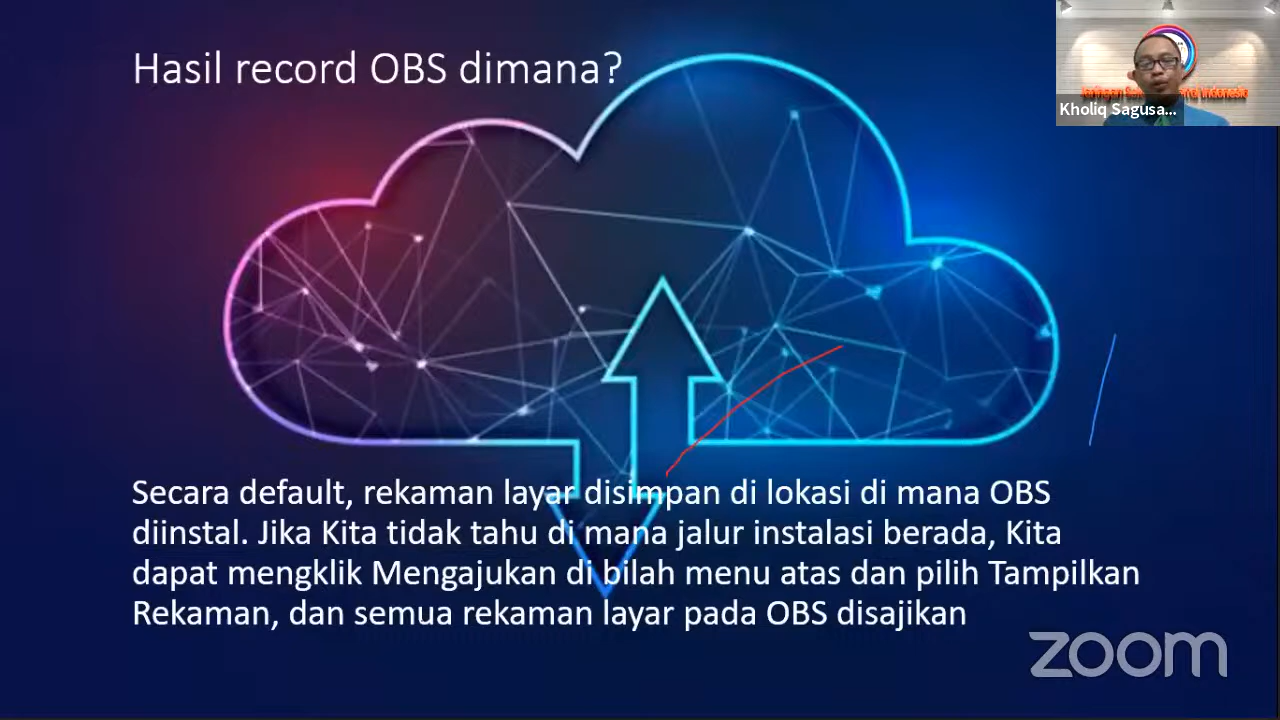 Hasil record OBS dimana?
Kholiq Sagusa...
Secara default, rekaman layar disimpan di lokasi di mana OBS
diinstal. Jika Kita tidak tahu di mana jalur instalasi berada, Kita
dapat mengklik Mengajukan di bilah menu atas dan pilih Tampilkan
Rekaman, dan semua rekaman layar pada OBS disajikan
zoom